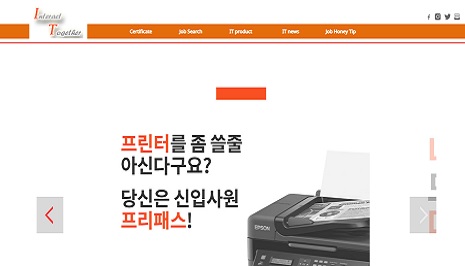 Interact
Together
Certificate Job Search IT product IT news Job Honey Tip
프린터를 좀 쓸줄
아신다구요?
당신은 신입사원
프리패스!
EPSON